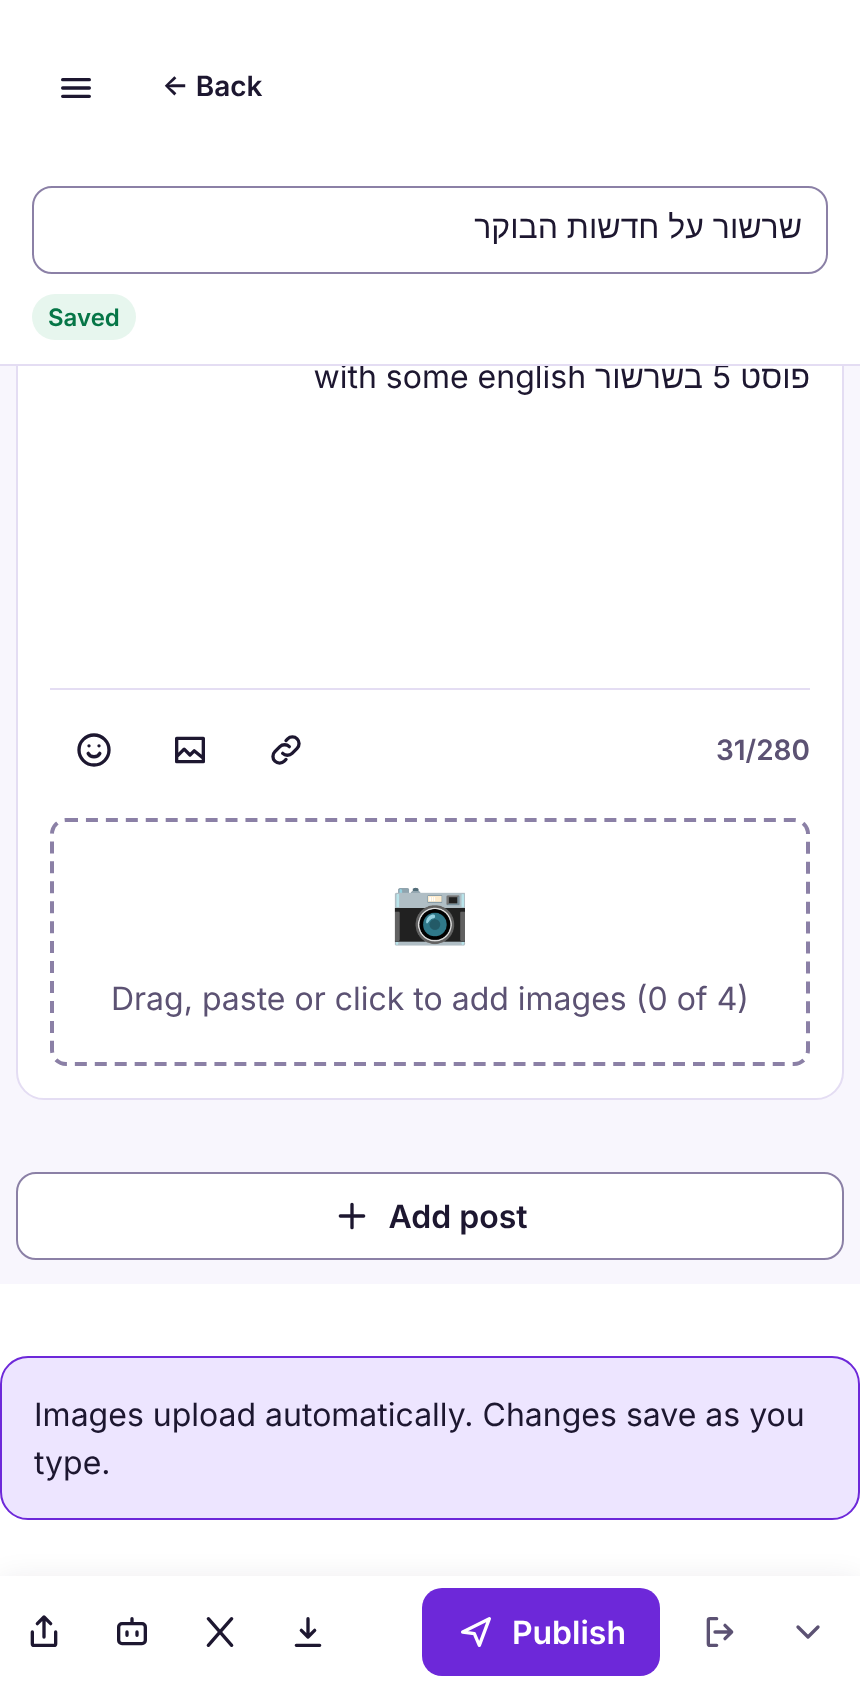 ← Back
שרשור על חדשות הבוקר
Saved
פוסט 5 בשרשור with some english
31/280
Drag, paste or click to add images (0 of 4)
+ Add post
Images upload automatically. Changes save as you
type.
Publish